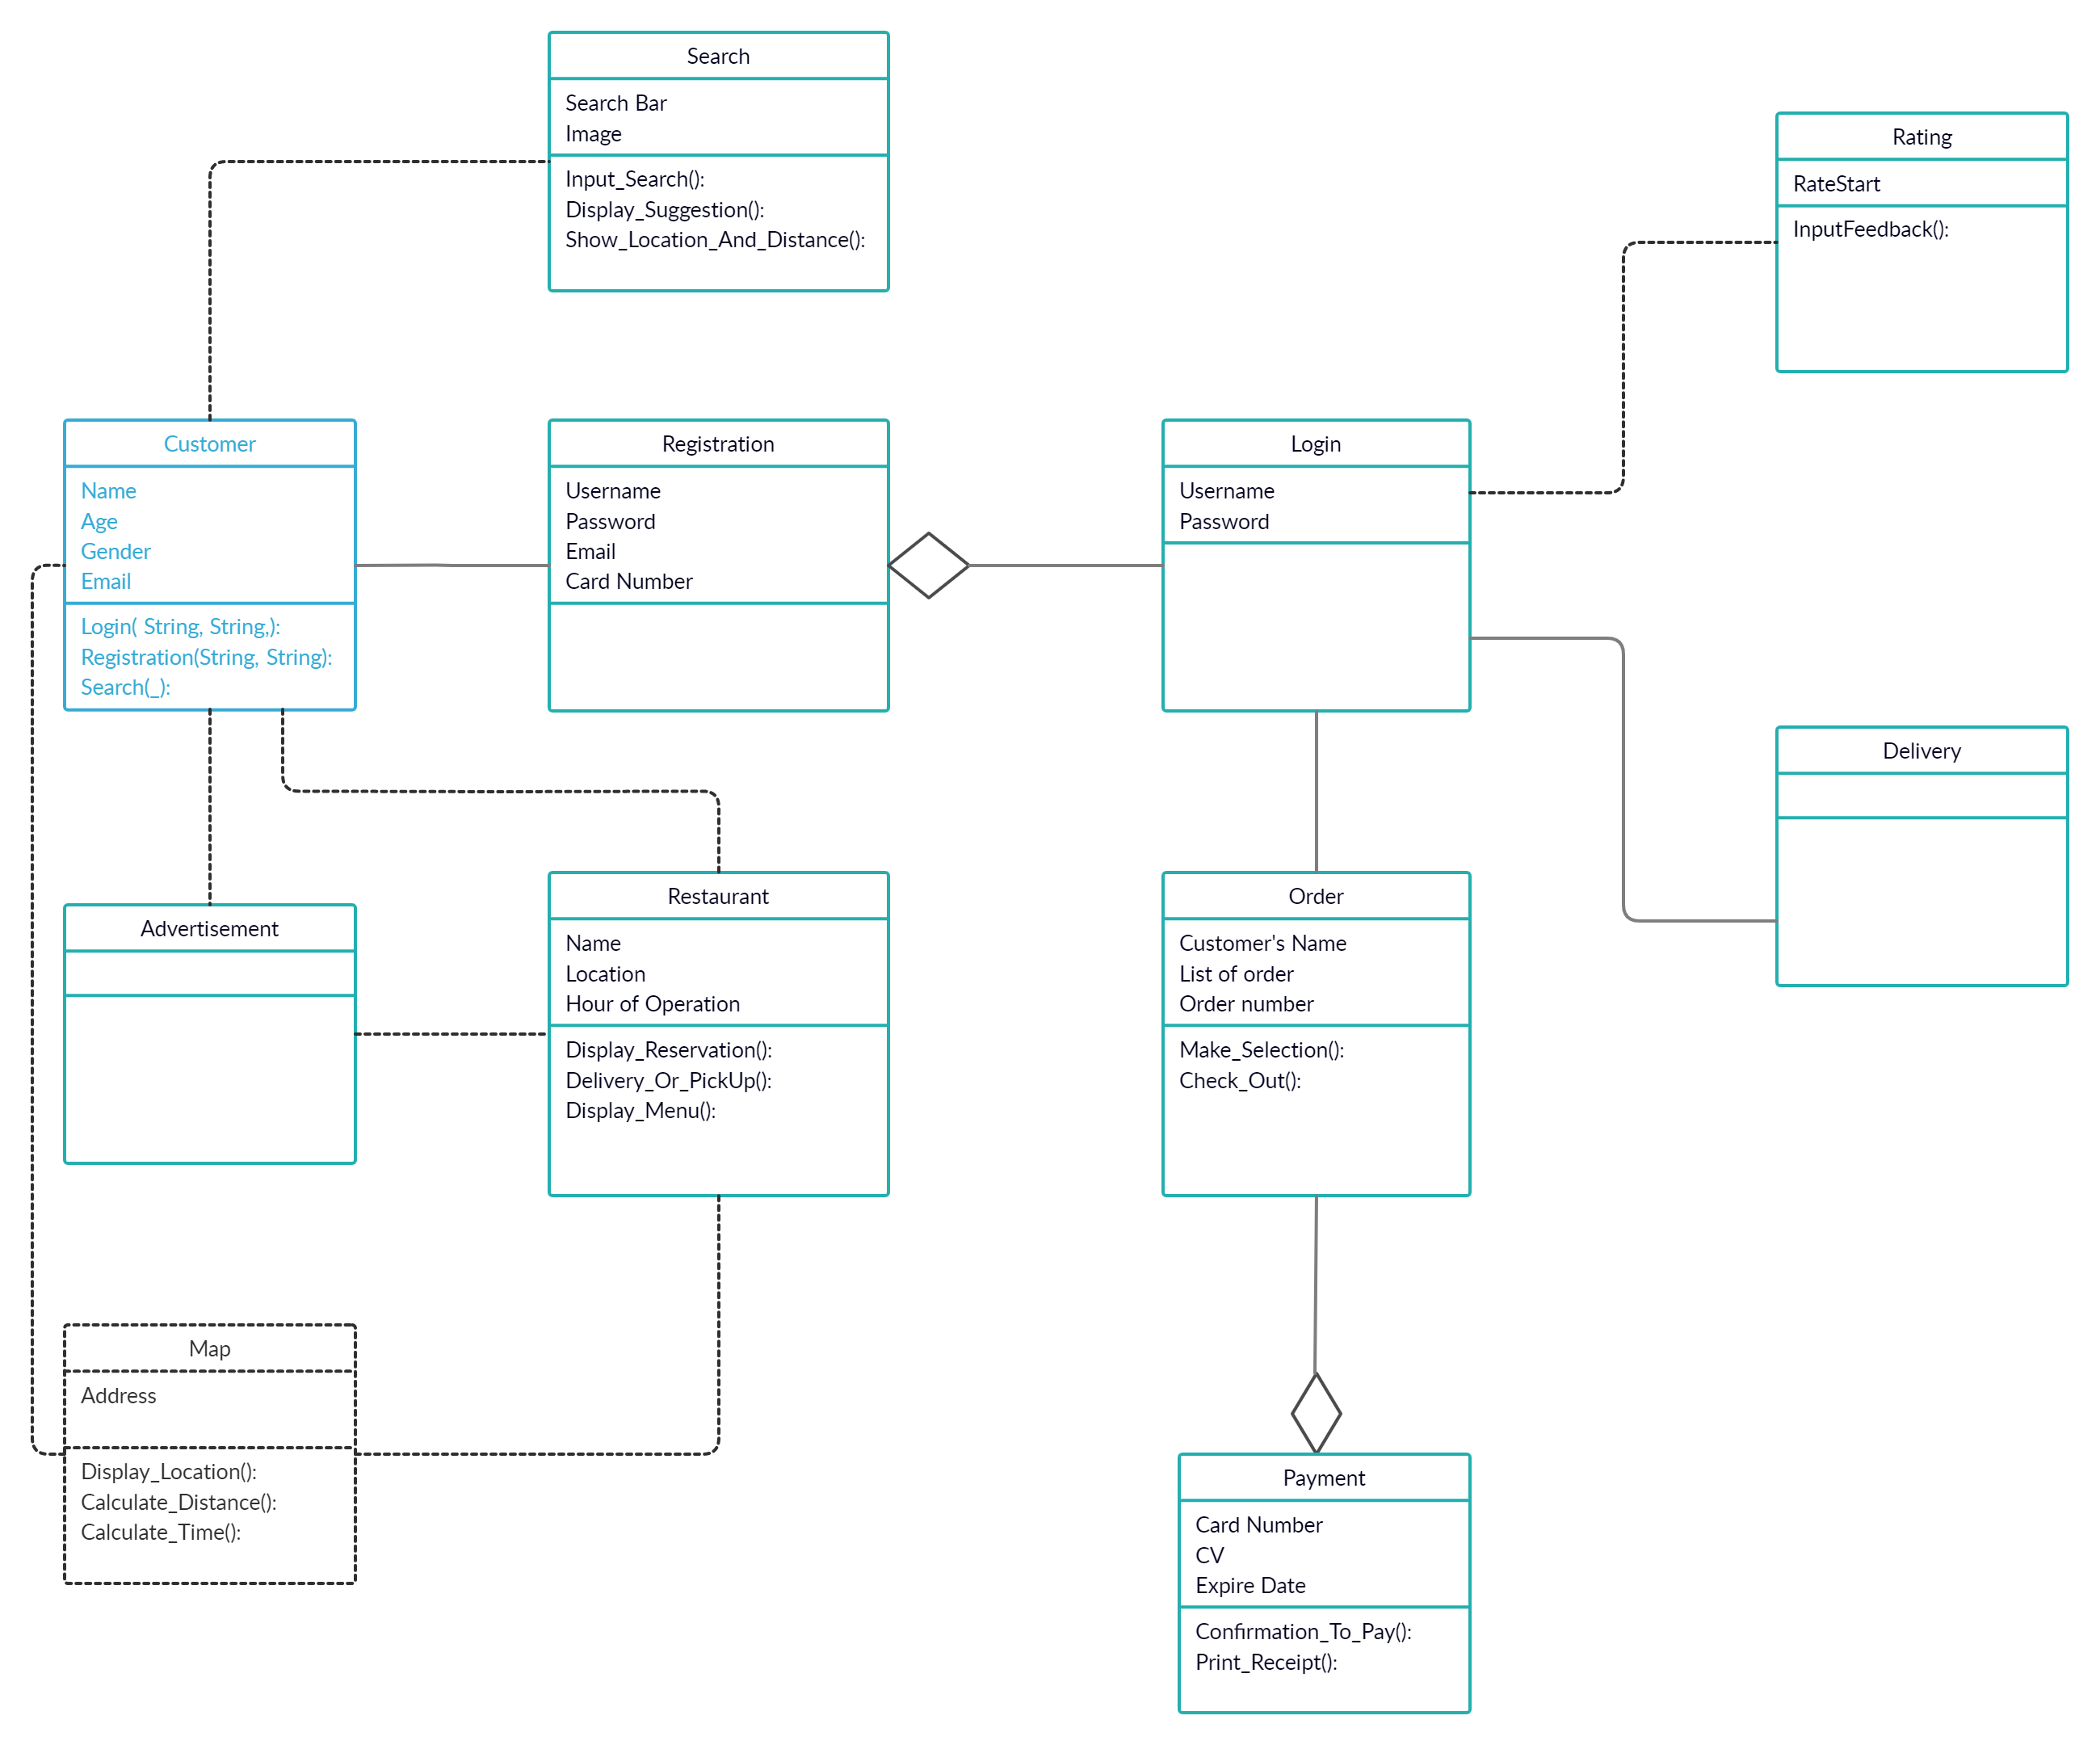 Search
Search Bar
Image
Input_Search():
Display_Suggestion():
Show_Location_And_Distance():
Rating
RateStart
InputFeedback():
Customer
Name
Age
Gender
Email
Login( String, String,):
Registration(String, String):
Search(_):
Registration
Username
Password
Email
Card Number
Login
Username
Password
Delivery
Advertisement
Restaurant
Name
Location
Hour of Operation
Display_Reservation():
Delivery_Or_PickUp():
Display_Menu():
Order
Customer's Name
List of order
Order number
Make_Selection():
Check_Out():
Map
Address
Display_Location():
Calculate_Distance():
Calculate_Time():
Payment
Card Number
CV
Expire Date
Confirmation_To_Pay():
Print_Receipt():